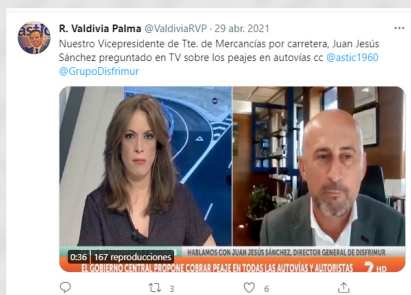 R. Valdivia Palma @ValdiviaRVP · 29 abr. 2021
Nuestro Vicepresidente de Tte. de Mercancías por carretera, Juan Jesús
Sánchez preguntado en TV sobre los peajes en autovías cc @astic1960
@GrupoDisfrimur
0:36 167 reproducciones
HABLAMOS CON JUAN JESÚS SÁNCHEZ, DIRECTOR GENERAL DE DISFRIMUR
EL GOBIERNO CENTRAL PROPONE COBRAR PEAJE EN TODAS LAS AUTOVÍAS Y AUTOPISTAS 7 HD
3 6